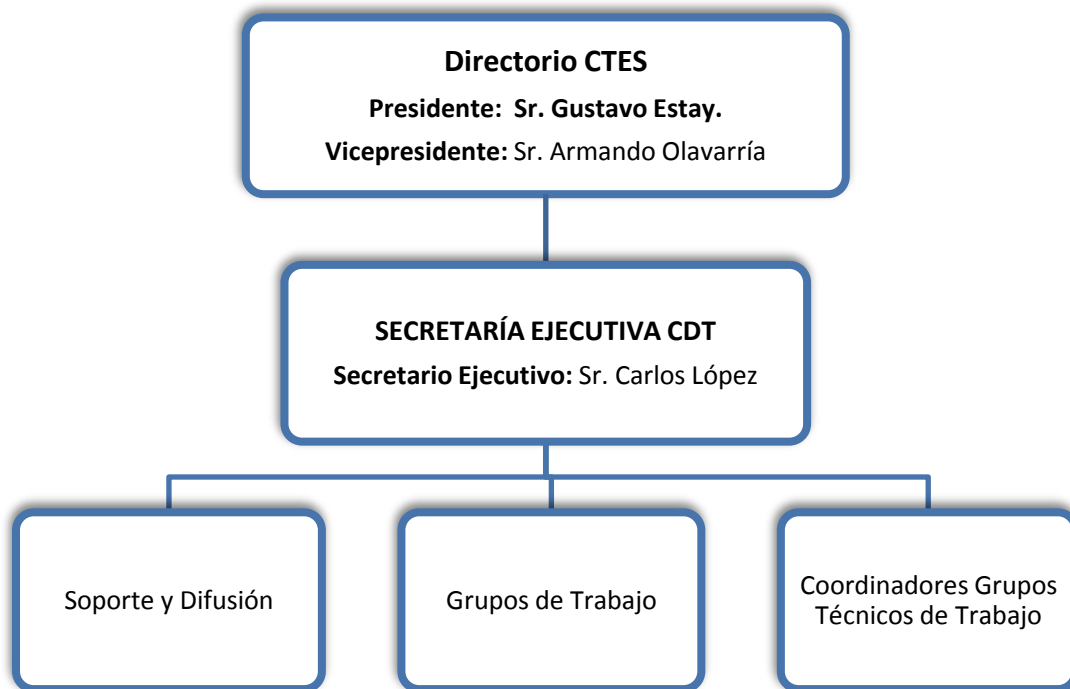 Directorio CTES
Presidente: Sr. Gustavo Estay.
Vicepresidente: Sr. Armando Olavarría
SECRETARÍA EJECUTIVA CDT
Secretario Ejecutivo: Sr. Carlos López
Soporte y Difusión
Grupos de Trabajo
Coordinadores Grupos
Técnicos de Trabajo